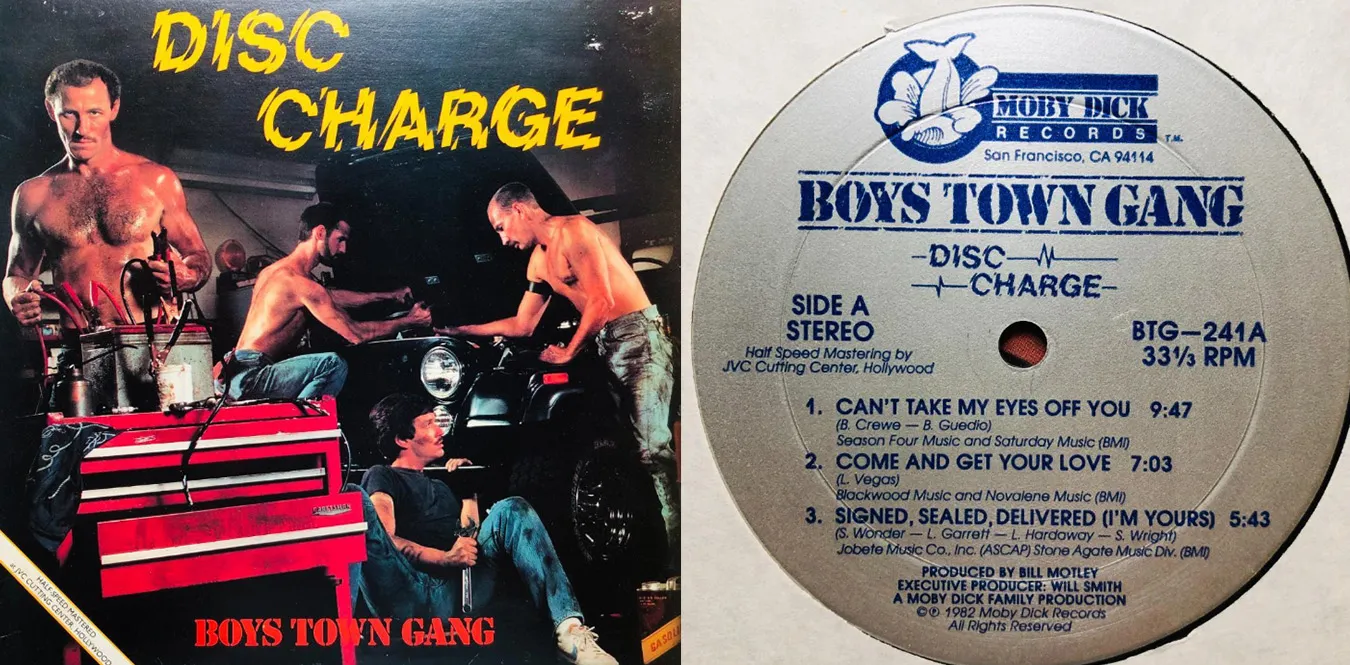 DISC
CHARGE
HALF-SPEED MASTERED
at JVC CUTTING CENTER, HOLLYWOOD
BOYS TOWN GANG
MOBY DICK
RECORDS T.M.
San Francisco, CA 94114
BOYS TOWN GANG
DISC
CHARGE
SIDE A
STEREO
Half Speed Mastering by
JVC Cutting Center, Hollywood
BTG—241A
33⅓ RPM
1. CAN'T TAKE MY EYES OFF YOU 9:47
(B. Crewe — B. Guedio)
Season Four Music and Saturday Music (BMI)
2. COME AND GET YOUR LOVE 7:03
(L. Vegas)
Blackwood Music and Novalene Music (BMI)
3. SIGNED, SEALED, DELIVERED (I'M YOURS) 5:43
(S. Wonder — L. Garrett — L. Hardaway — S. Wright)
Jobete Music Co., Inc. (ASCAP) Stone Agate Music Div. (BMI)
PRODUCED BY BILL MOTLEY
EXECUTIVE PRODUCER: WILL SMITH
A MOBY DICK FAMILY PRODUCTION
©℗ 1982 Moby Dick Records
All Rights Reserved